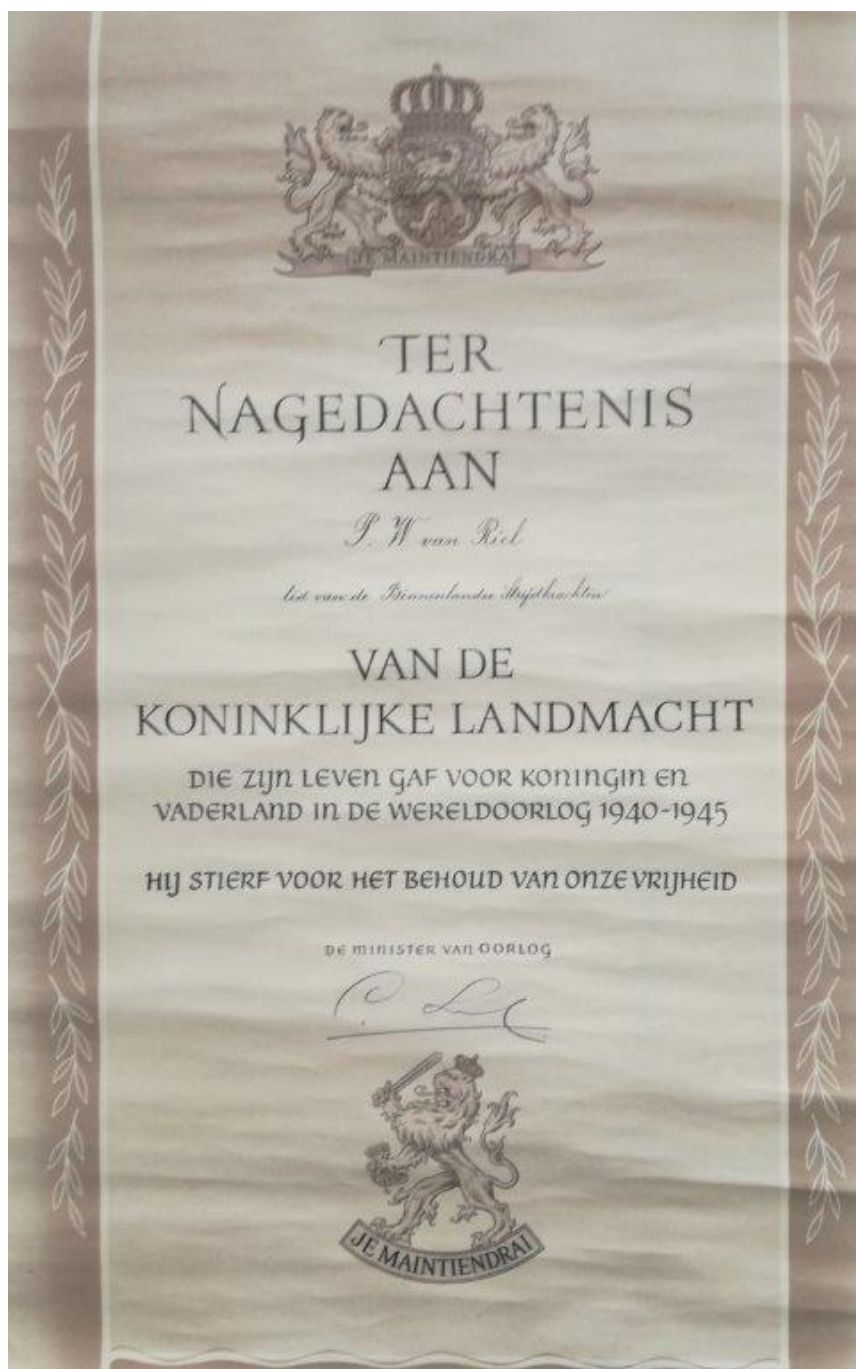 JE MAINTIENDRAI
TER
NAGEDACHTENIS
AAN
P. W van Riel
lid van de Binnenlandse Strijdkrachten
VAN DE
KONINKLIJKE LANDMACHT
DIE ZIJN LEVEN GAF VOOR KONINGIN EN
VADERLAND IN DE WERELDOORLOG 1940-1945
HIJ STIERF VOOR HET BEHOUD VAN ONZE VRIJHEID
DE MINISTER VAN OORLOG
JE MAINTIENDRAI